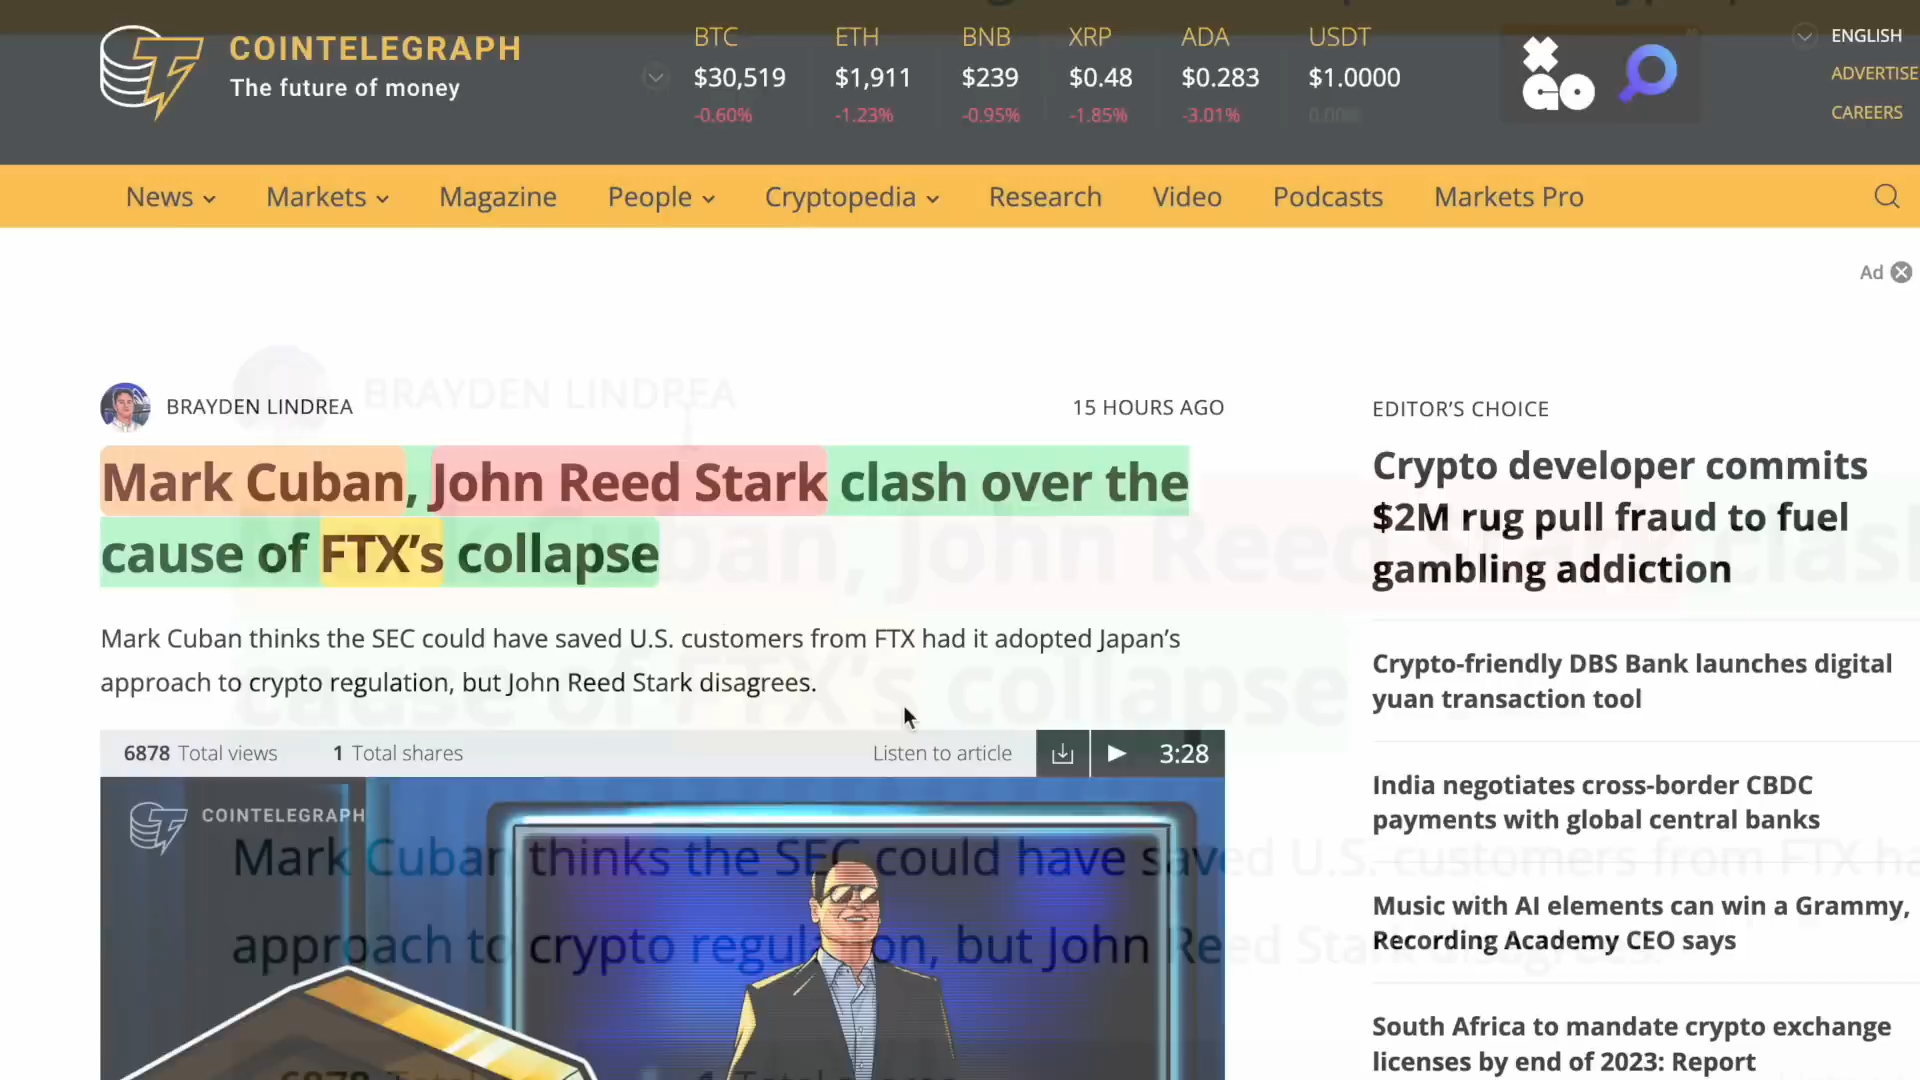 COINTELEGRAPH
The future of money
BTC ETH BNB XRP ADA USDT
$30,519 $1,911 $239 $0.48 $0.283 $1.0000
-0.60% -1.23% -0.95% -1.85% -3.01% 0.00%
GO
ENGLISH
ADVERTISE
CAREERS
News Markets Magazine People Cryptopedia Research Video Podcasts Markets Pro
Ad
BRAYDEN LINDREA
15 HOURS AGO
BRAYDEN LINDREA
Mark Cuban, John Reed Stark clash over the
cause of FTX’s collapse
Mark Cuban thinks the SEC could have saved U.S. customers from FTX had it adopted Japan’s
approach to crypto regulation, but John Reed Stark disagrees.
6878 Total views 1 Total shares Listen to article 3:28
COINTELEGRAPH
Mark Cuban thinks the SEC could have saved U.S. customers from FTX
approach to crypto regulation, but John Reed Stark disagrees.
EDITOR’S CHOICE
Crypto developer commits
$2M rug pull fraud to fuel
gambling addiction
Crypto-friendly DBS Bank launches digital
yuan transaction tool
India negotiates cross-border CBDC
payments with global central banks
Music with AI elements can win a Grammy,
Recording Academy CEO says
South Africa to mandate crypto exchange
licenses by end of 2023: Report